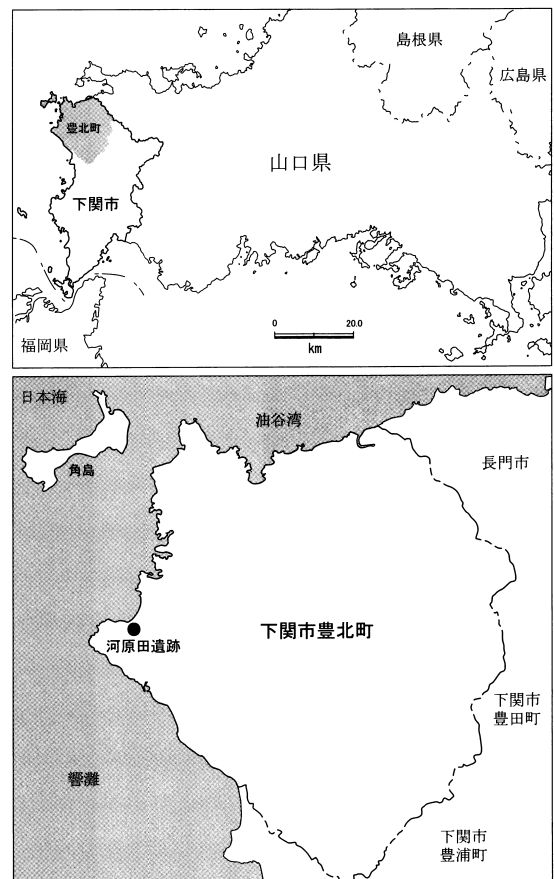 島根県
広島県
豊北町
山口県
下関市
0 20.0
km
福岡県
日本海
油谷湾
角島
長門市
下関市豊北町
河原田遺跡
下関市
豊田町
響灘
下関市
豊浦町